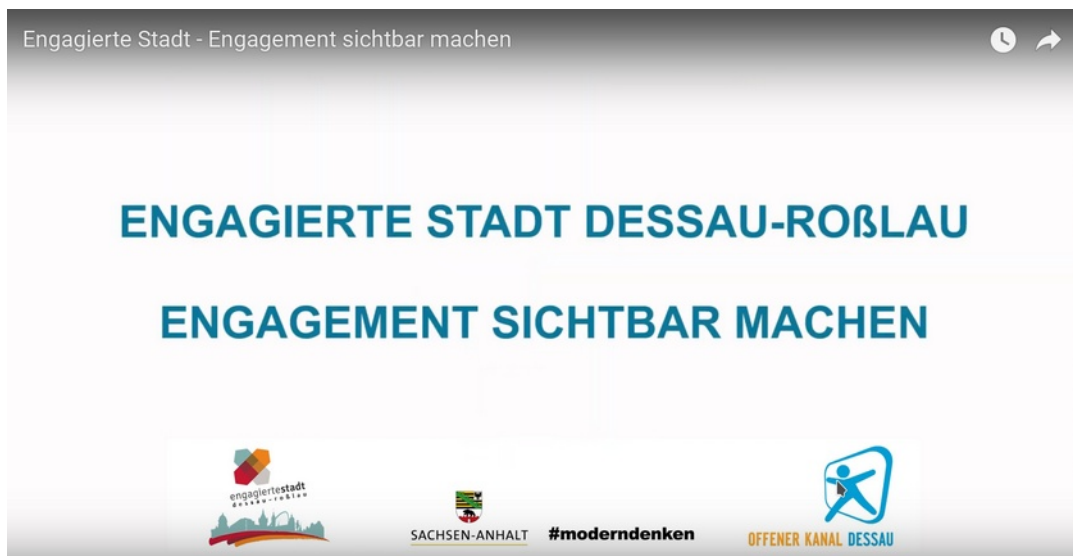 Engagierte Stadt - Engagement sichtbar machen
ENGAGIERTE STADT DESSAU-ROßLAU
ENGAGEMENT SICHTBAR MACHEN
engagiertestadt
dessau-roßlau
SACHSEN-ANHALT #moderndenken
OFFENER KANAL DESSAU